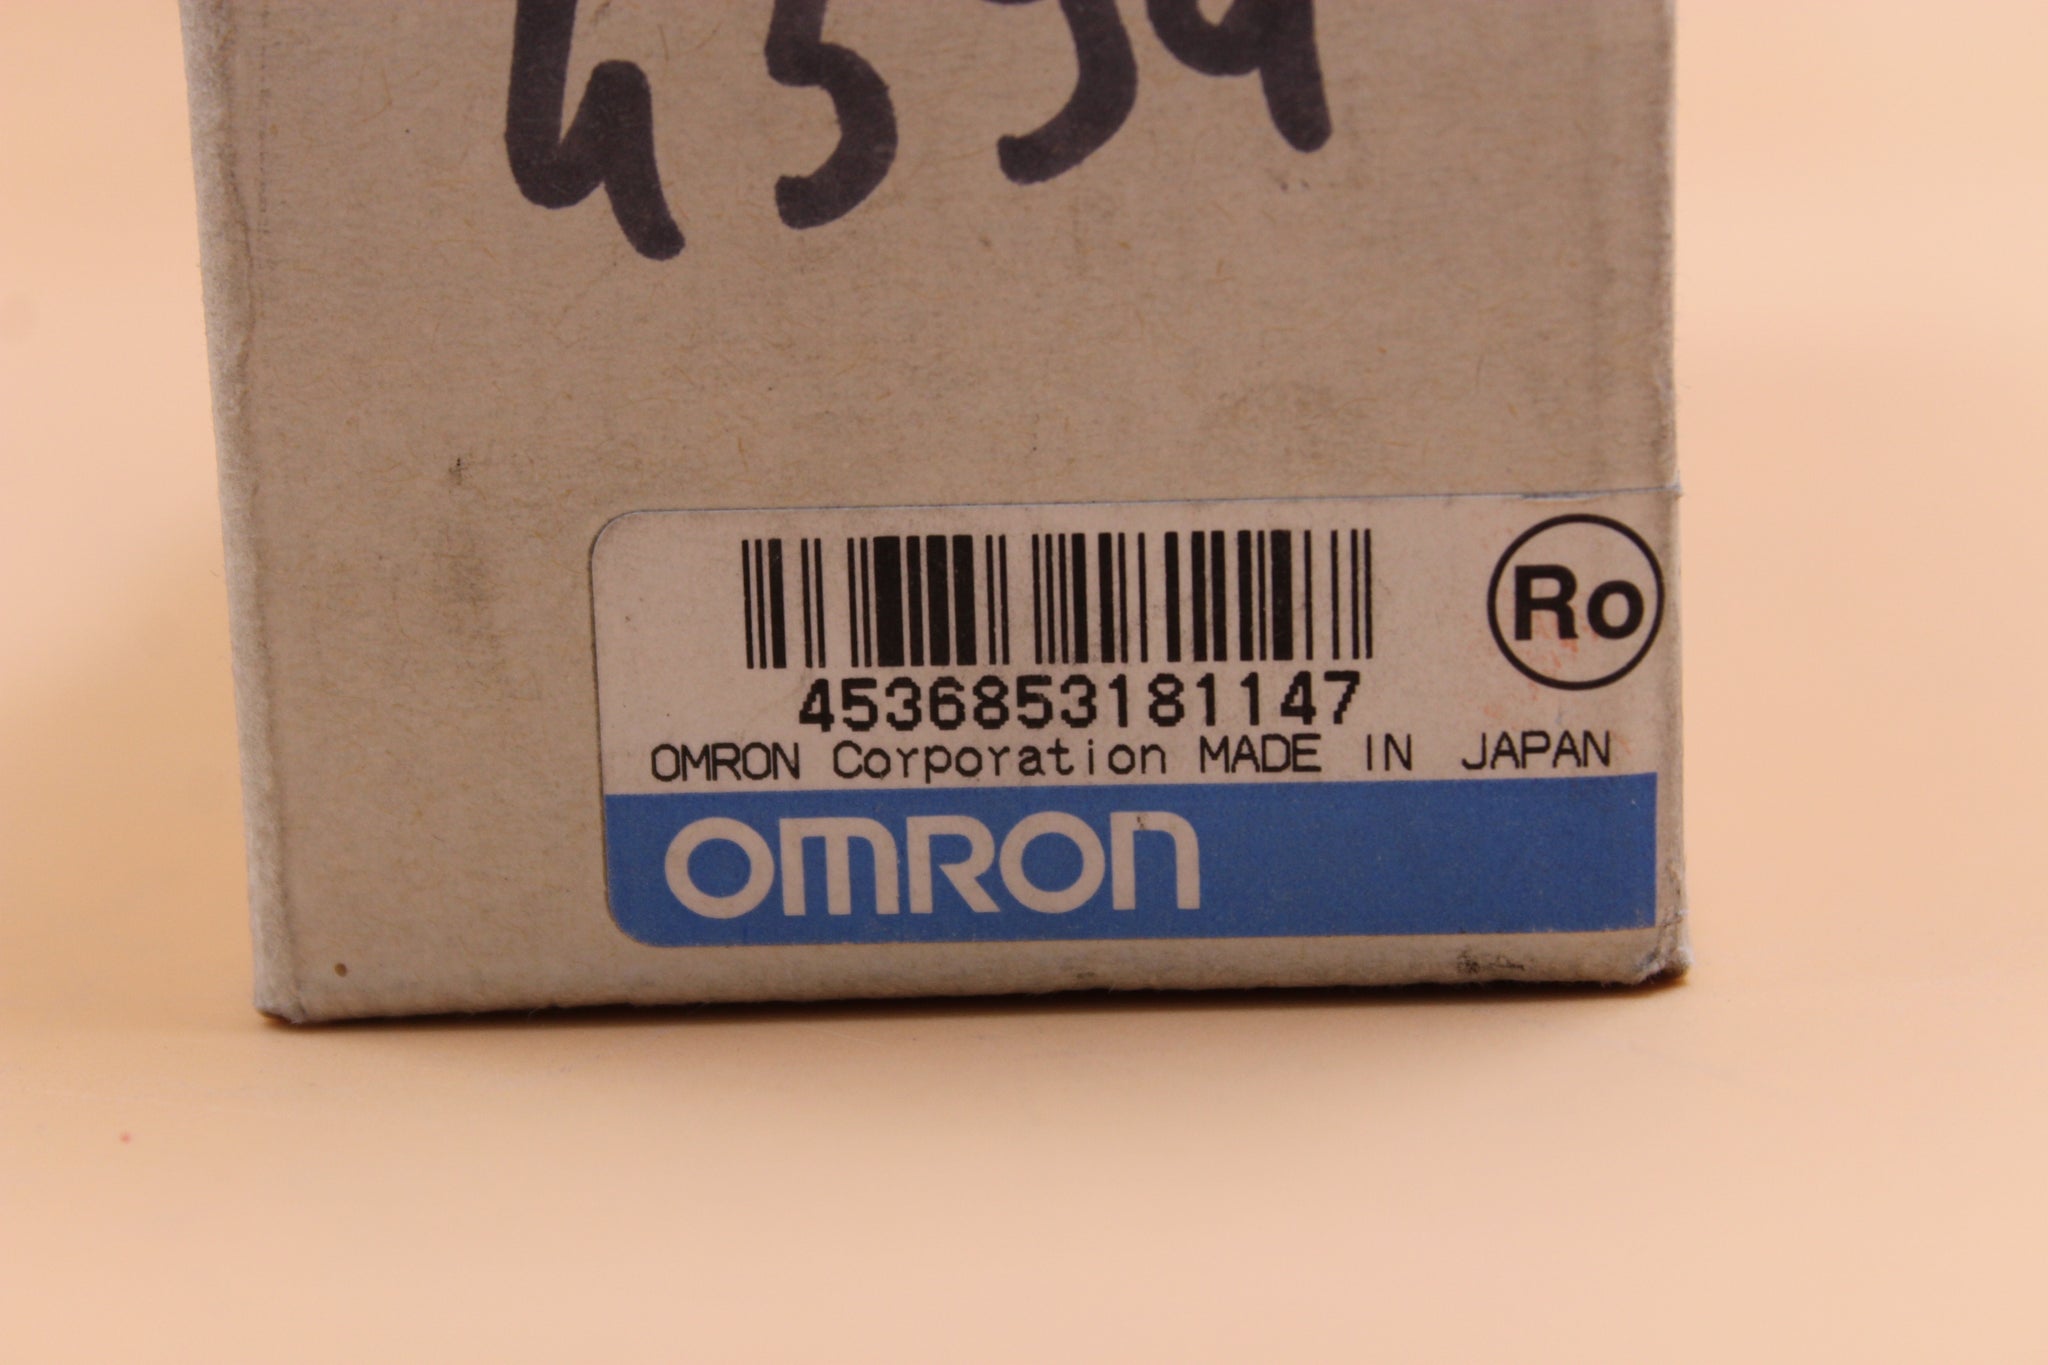 Ro
4536853181147
OMRON Corporation MADE IN JAPAN
OMRON